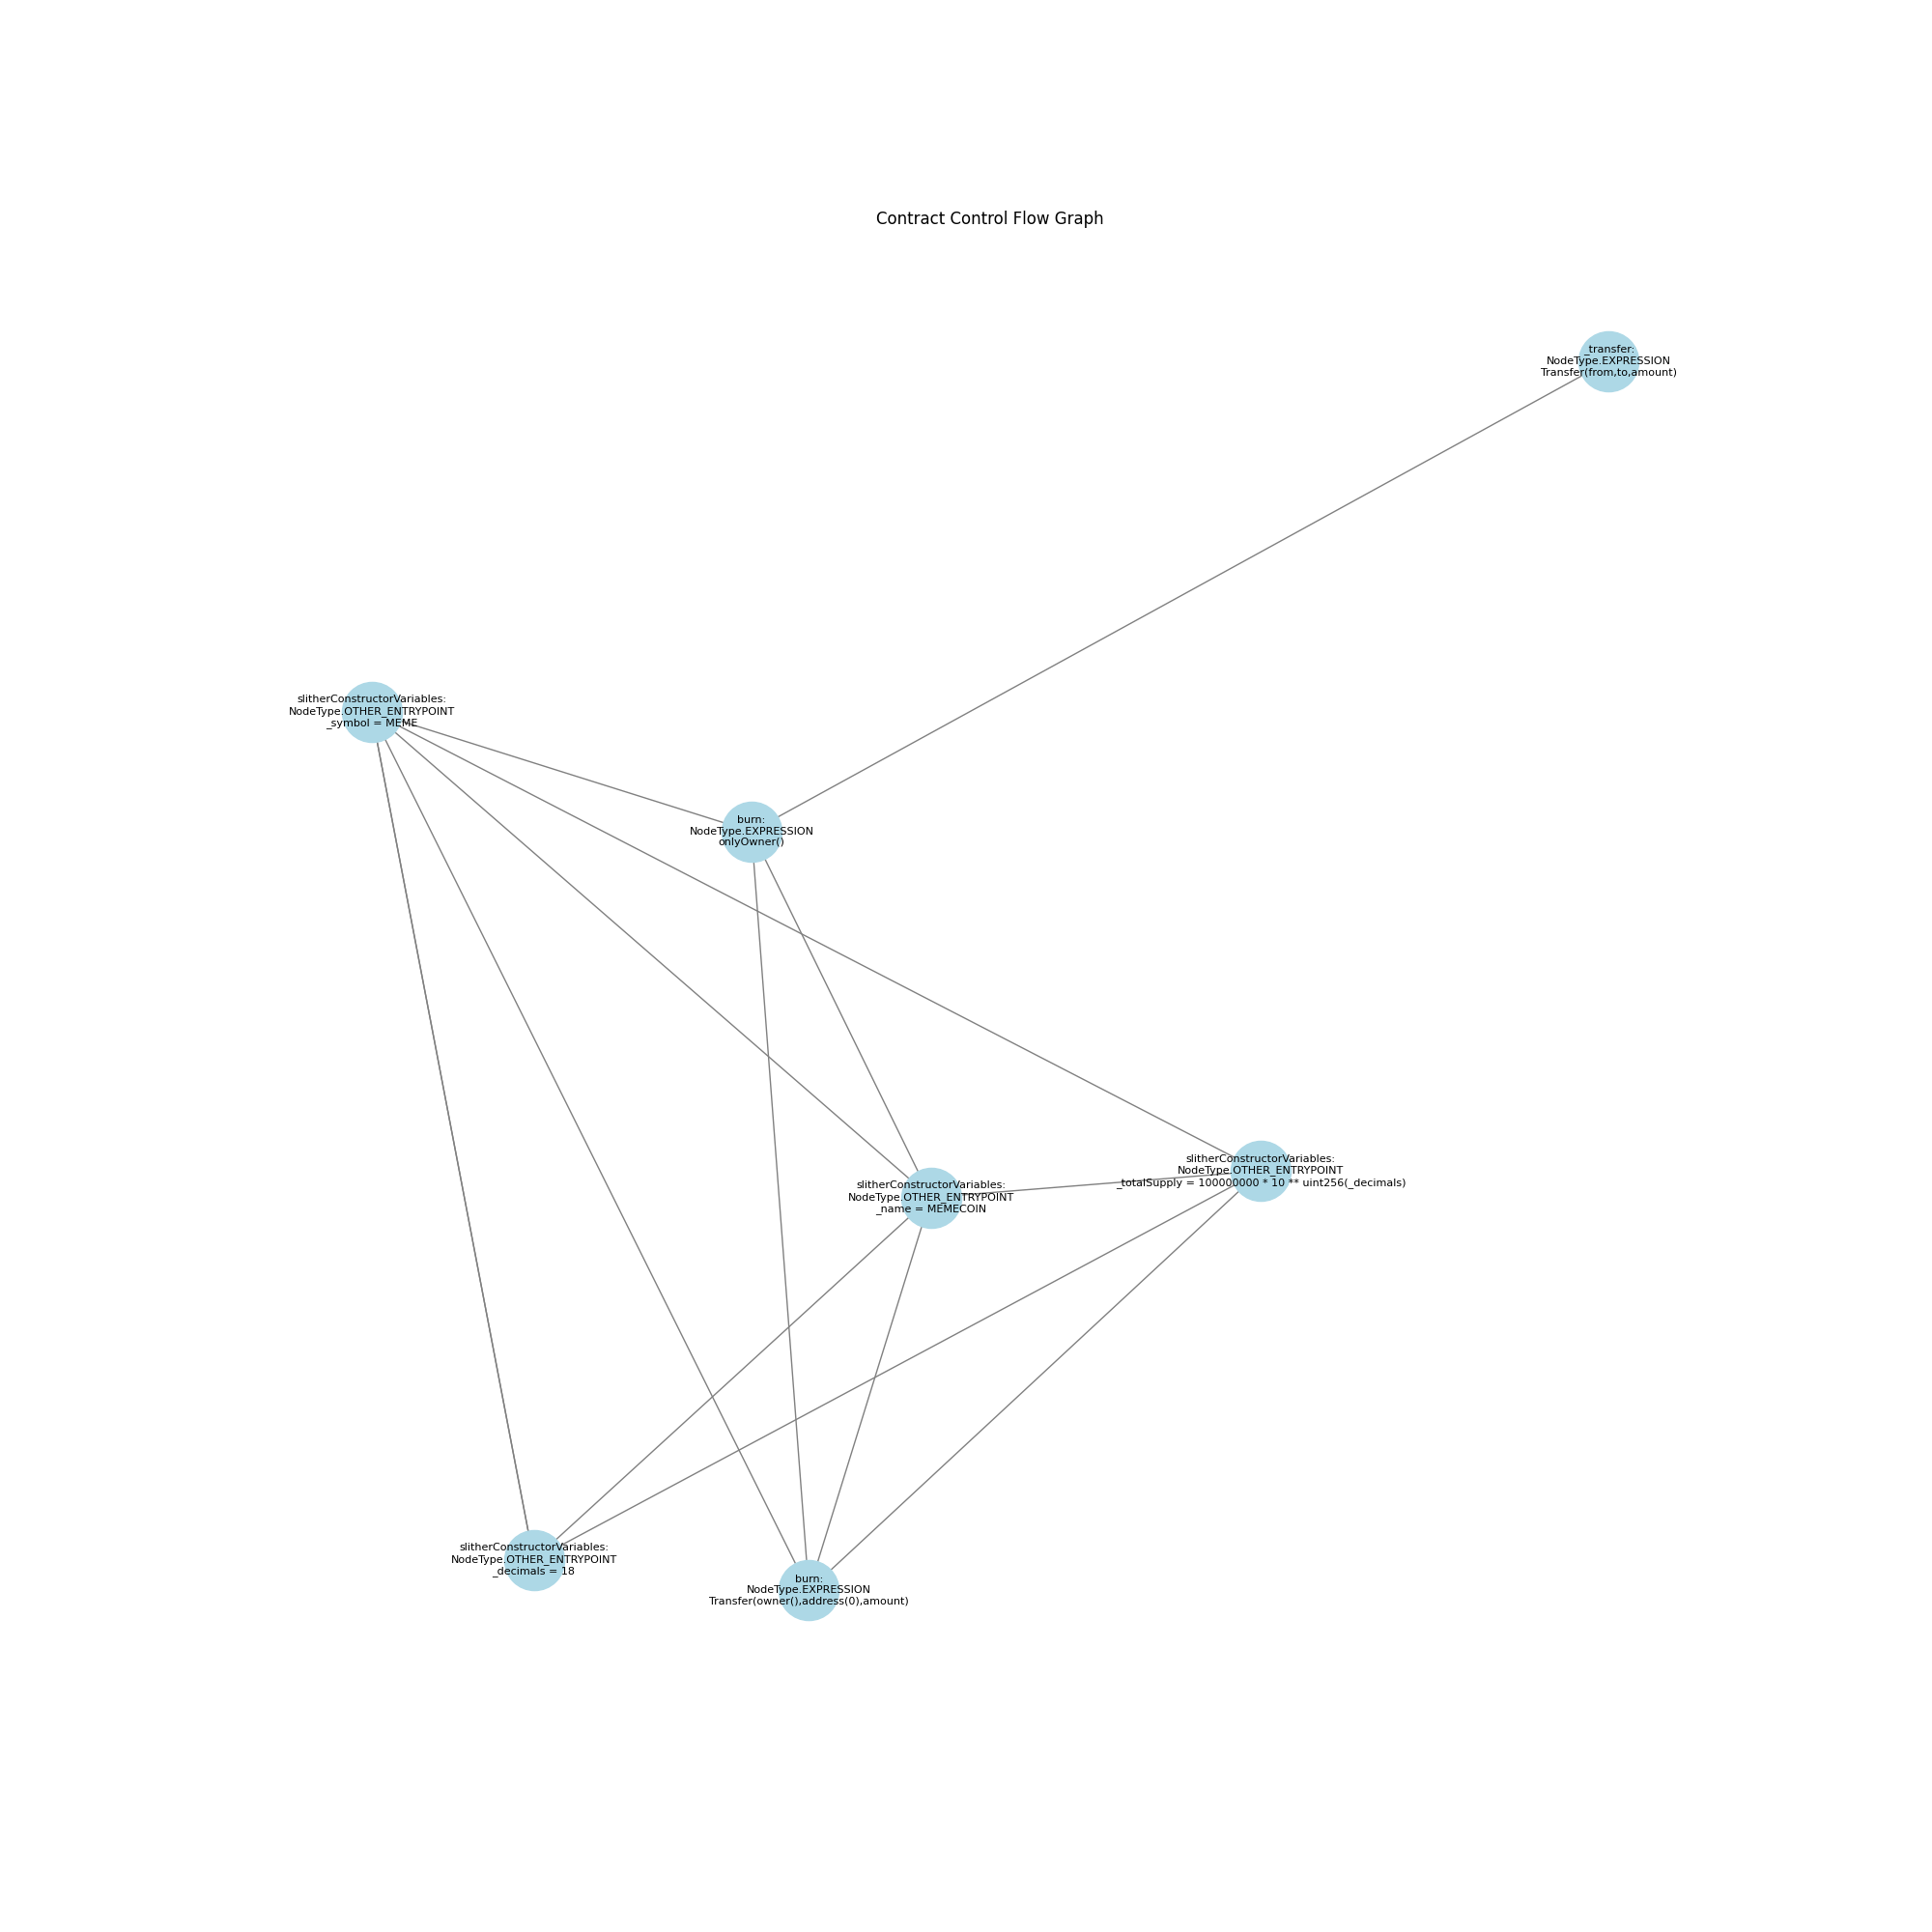 Contract Control Flow Graph
_transfer:
NodeType.EXPRESSION
Transfer(from,to,amount)
slitherConstructorVariables:
NodeType.OTHER_ENTRYPOINT
_symbol = MEME
burn:
NodeType.EXPRESSION
onlyOwner()
slitherConstructorVariables:
NodeType.OTHER_ENTRYPOINT
_totalSupply = 100000000 * 10 ** uint256(_decimals)
slitherConstructorVariables:
NodeType.OTHER_ENTRYPOINT
_name = MEMECOIN
slitherConstructorVariables:
NodeType.OTHER_ENTRYPOINT
_decimals = 18
burn:
NodeType.EXPRESSION
Transfer(owner(),address(0),amount)